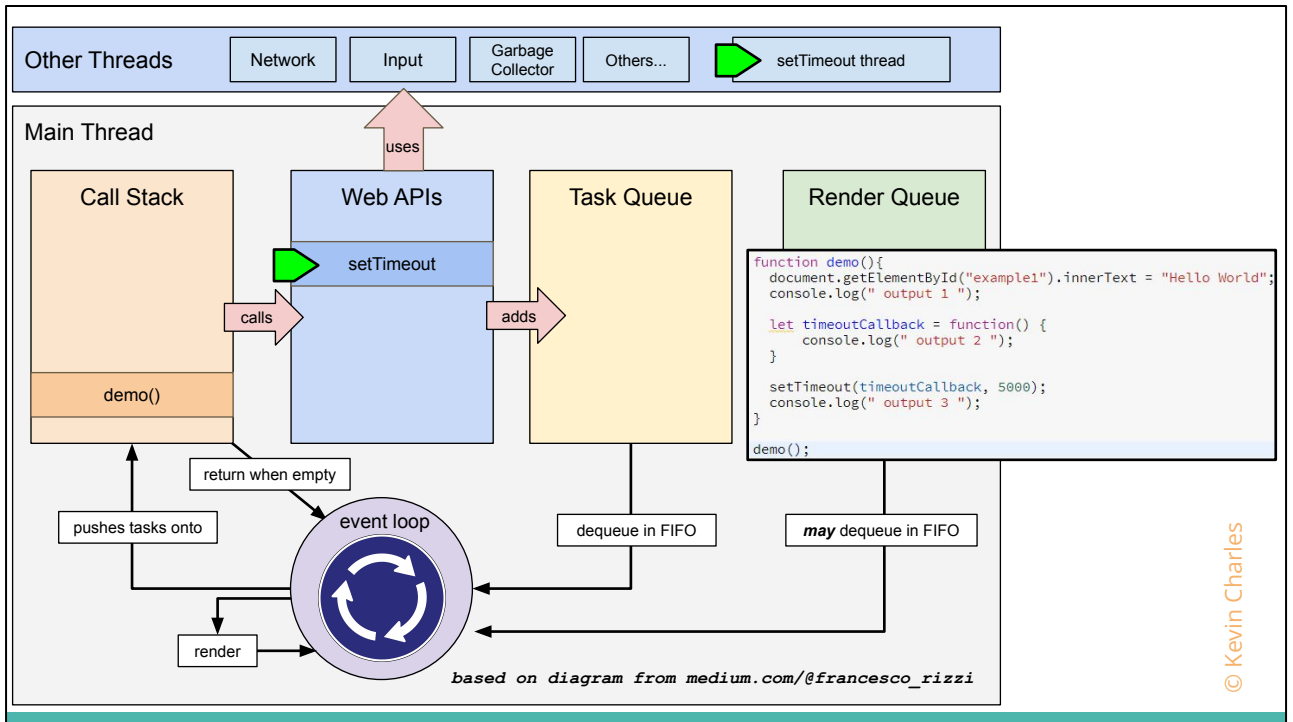 Other Threads
Network
Input
Garbage
Collector
Others...
setTimeout thread
Main Thread
uses
Call Stack
Web APIs
Task Queue
Render Queue
setTimeout
calls
adds
demo()
function demo(){
  document.getElementById("example1").innerText = "Hello World";
  console.log(" output 1 ");
  let timeoutCallback = function() {
      console.log(" output 2 ");
  }
  setTimeout(timeoutCallback, 5000);
  console.log(" output 3 ");
}
demo();
return when empty
pushes tasks onto
event loop
dequeue in FIFO
may dequeue in FIFO
render
based on diagram from medium.com/@francesco_rizzi
© Kevin Charles